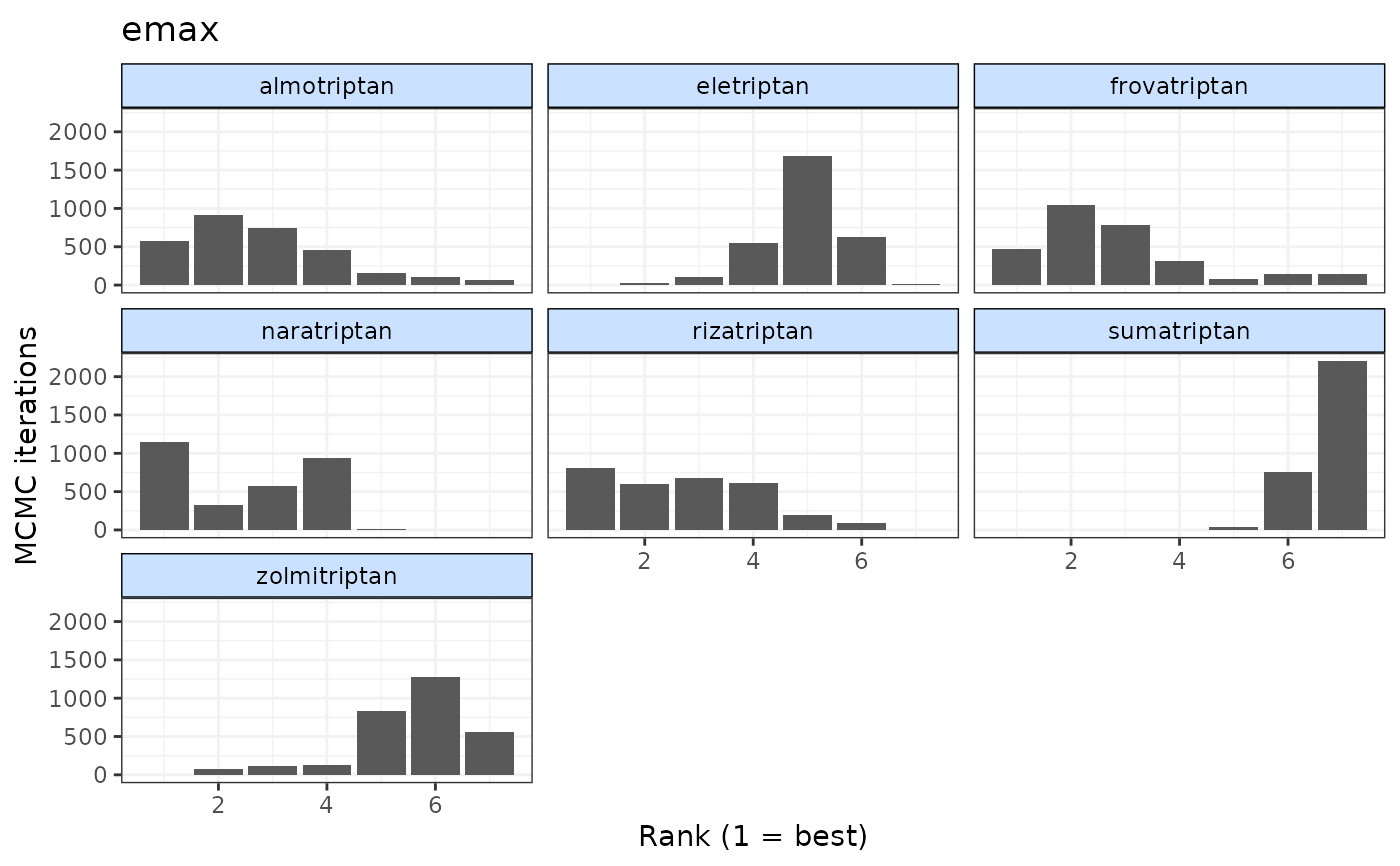 emax
almotriptan eletriptan frovatriptan
2000
1500
1000
500
0
naratriptan rizatriptan sumatriptan
2000
1500
1000
500
0
2 4 6 2 4 6
zolmitriptan
2000
1500
1000
500
0
2 4 6
MCMC iterations
Rank (1 = best)